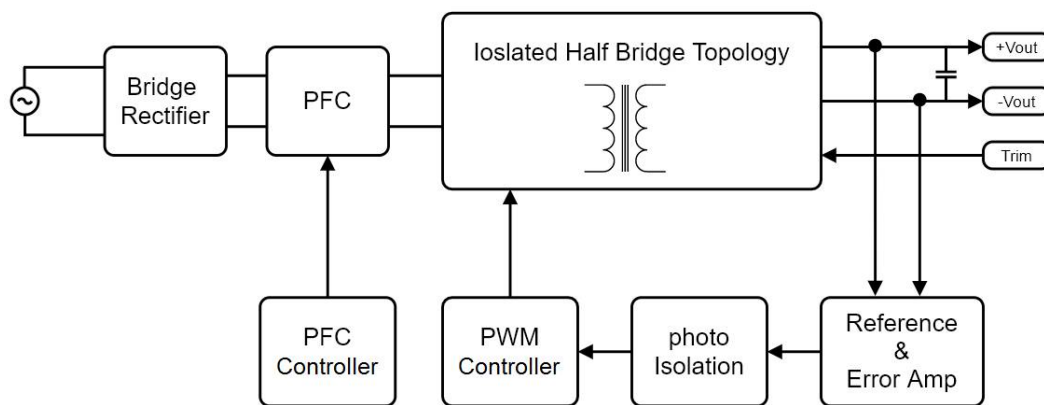 Ioslated Half Bridge Topology
+Vout
Bridge
Rectifier
PFC
-Vout
Trim
PFC
Controller
PWM
Controller
photo
Isolation
Reference
&
Error Amp